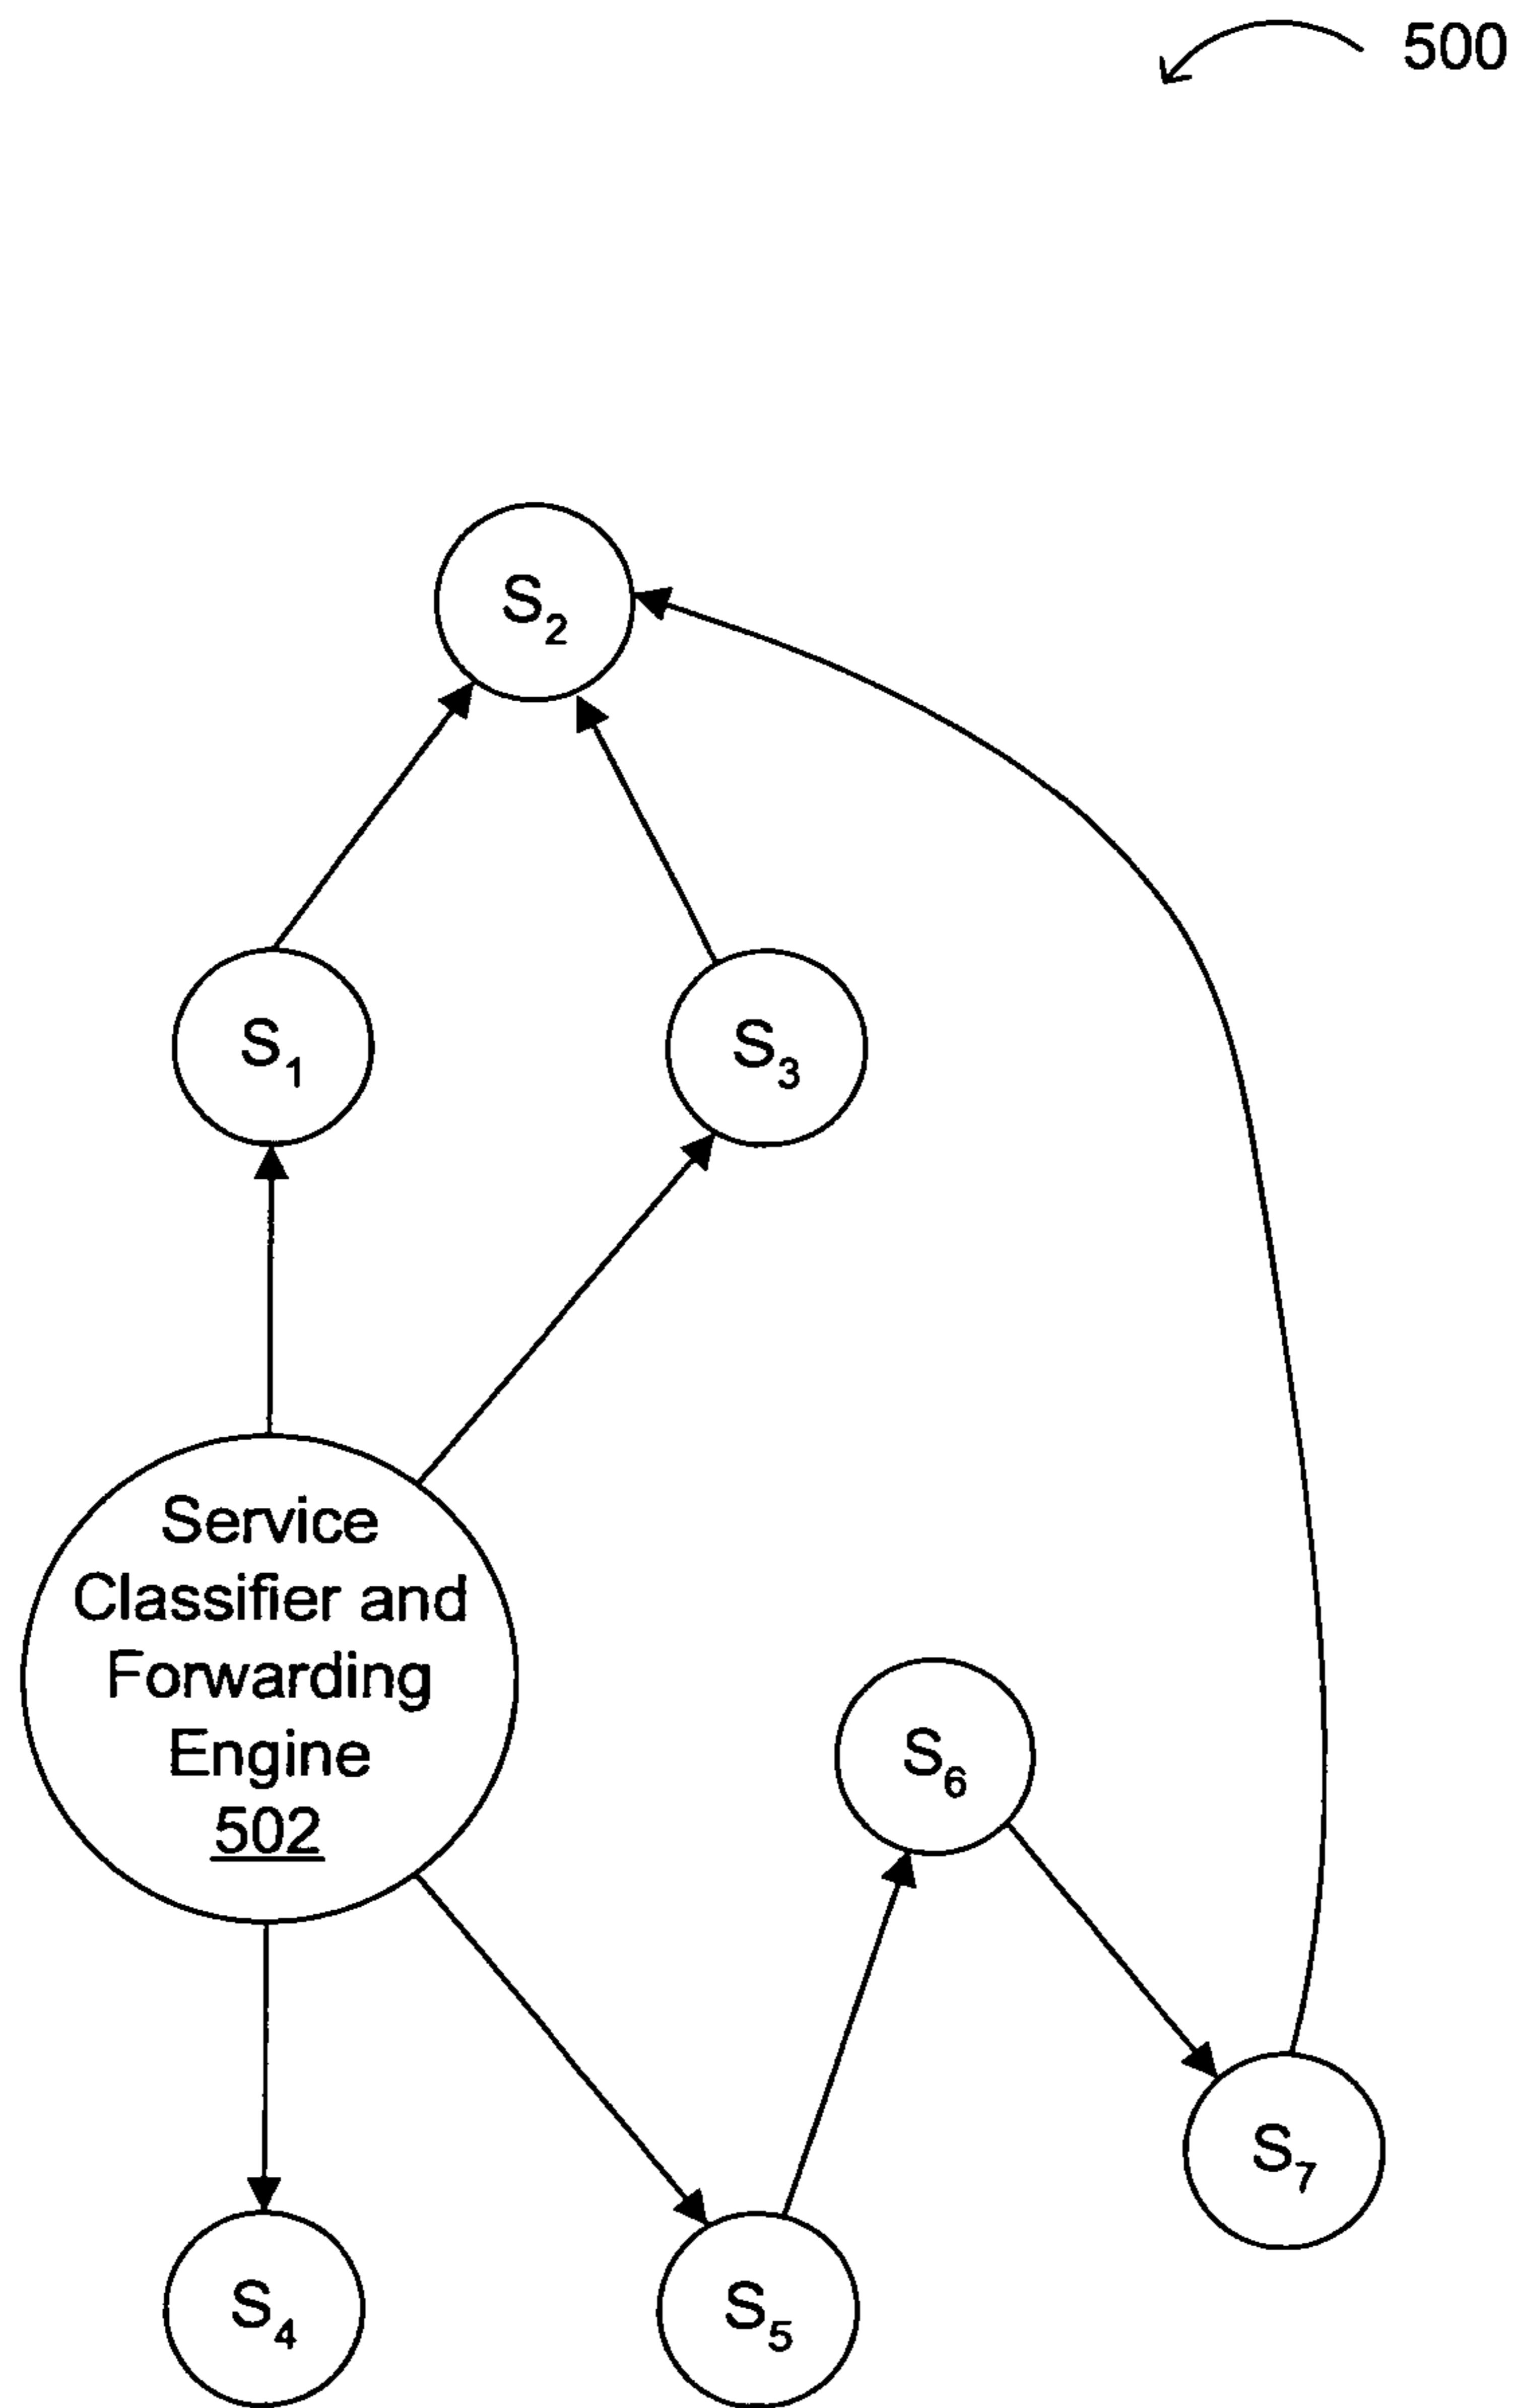 500
S2
S1
S3
Service
Classifier and
Forwarding
Engine
502
S6
S7
S4
S5